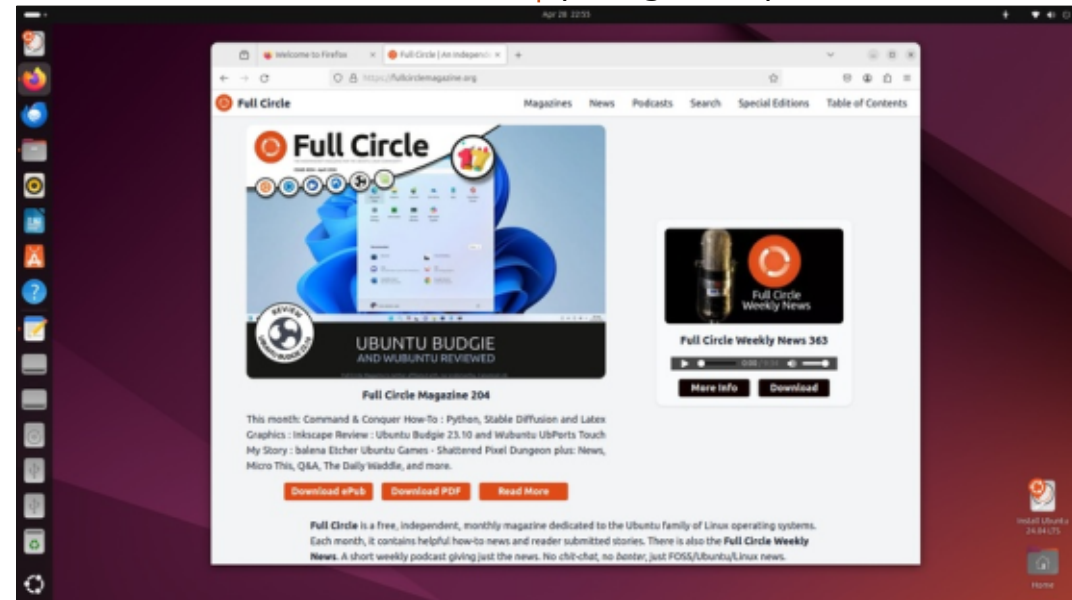 Apr 28 22:55
Welcome to Firefox
Full Circle | An Independ
https://fullcirclemagazine.org
Full Circle
Magazines News Podcasts Search Special Editions Table of Contents
Full Circle
REVIEW
UBUNTU BUDGIE 23.10
UBUNTU BUDGIE
AND WUBUNTU REVIEWED
Full Circle Magazine 204
This month: Command & Conquer How-To : Python, Stable Diffusion and Latex
Graphics : Inkscape Review : Ubuntu Budgie 23.10 and Wubuntu UbPorts Touch
My Story : balena Etcher Ubuntu Games - Shattered Pixel Dungeon plus: News,
Micro This, Q&A, The Daily Waddle, and more.
Download ePub Download PDF Read More
Full Circle
Weekly News
Full Circle Weekly News 363
More Info Download
Full Circle is a free, independent, monthly magazine dedicated to the Ubuntu family of Linux operating systems.
Each month, it contains helpful how-to news and reader submitted stories. There is also the Full Circle Weekly
News. A short weekly podcast giving just the news. No chit-chat, no banter, just FOSS/Ubuntu/Linux news.
Install Ubuntu
24.04 LTS
Home